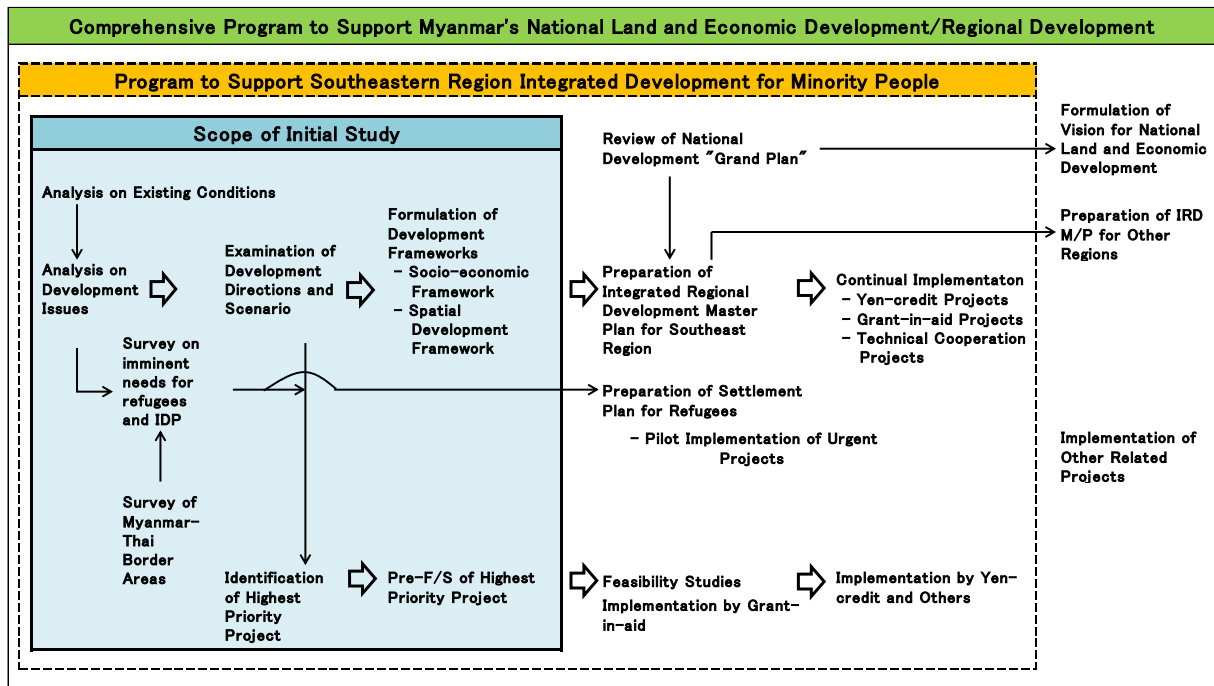 Comprehensive Program to Support Myanmar's National Land and Economic Development/Regional Development
Program to Support Southeastern Region Integrated Development for Minority People
Scope of Initial Study
Analysis on Existing Conditions
Analysis on
Development
Issues
Survey on
imminent
needs for
refugees
and IDP
Survey of
Myanmar-
Thai
Border
Areas
Examination of
Development
Directions and
Scenario
Formulation of
Development
Frameworks
- Socio-economic
Framework
- Spatial
Development
Framework
Identification
of Highest
Priority
Project
Pre-F/S of Highest
Priority Project
Review of National
Development "Grand Plan"
Preparation of
Integrated Regional
Development Master
Plan for Southeast
Region
Continual Implementaton
- Yen-credit Projects
- Grant-in-aid Projects
- Technical Cooperation
Projects
Preparation of Settlement
Plan for Refugees
- Pilot Implementation of Urgent
Projects
Feasibility Studies
Implementation by Grant-
in-aid
Implementation by Yen-
credit and Others
Formulation of
Vision for National
Land and Economic
Development
Preparation of IRD
M/P for Other
Regions
Implementation of
Other Related
Projects